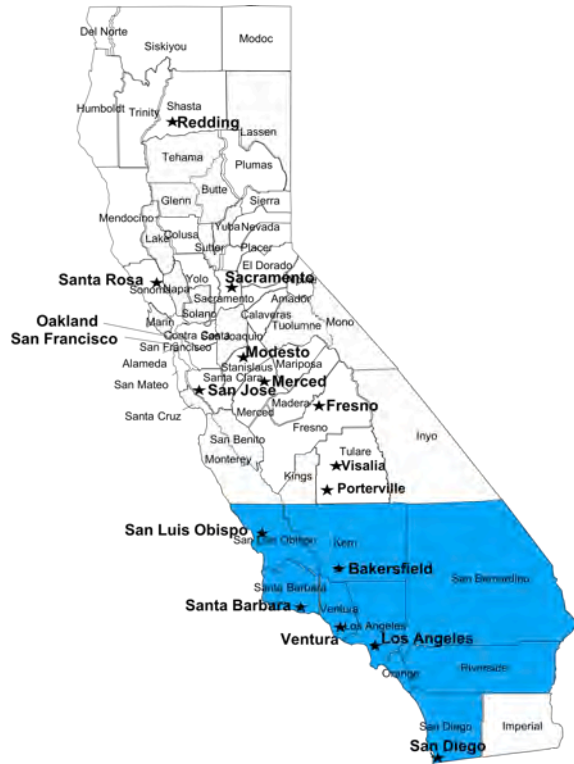 Del Norte
Siskiyou
Modoc
Humboldt
Trinity
Shasta
Redding
Lassen
Tehama
Plumas
Butte
Glenn
Sierra
Mendocino
Colusa
Yuba
Nevada
Lake
Sutter
Placer
El Dorado
Santa Rosa
Sonoma
Napa
Yolo
Sacramento
Sacramento
Amador
Solano
Calaveras
Mono
Oakland
Marin
Tuolumne
Contra Costa
San Joaquin
San Francisco
San Francisco
Modesto
Alameda
Stanislaus
Mariposa
San Mateo
Santa Clara
Merced
San Jose
Santa Cruz
Merced
Madera
Fresno
Fresno
Inyo
San Benito
Monterey
Tulare
Visalia
Kings
Porterville
San Luis Obispo
San Luis Obispo
Kern
Bakersfield
San Bernardino
Santa Barbara
Santa Barbara
Ventura
Los Angeles
Ventura
Los Angeles
Orange
Riverside
San Diego
Imperial
San Diego